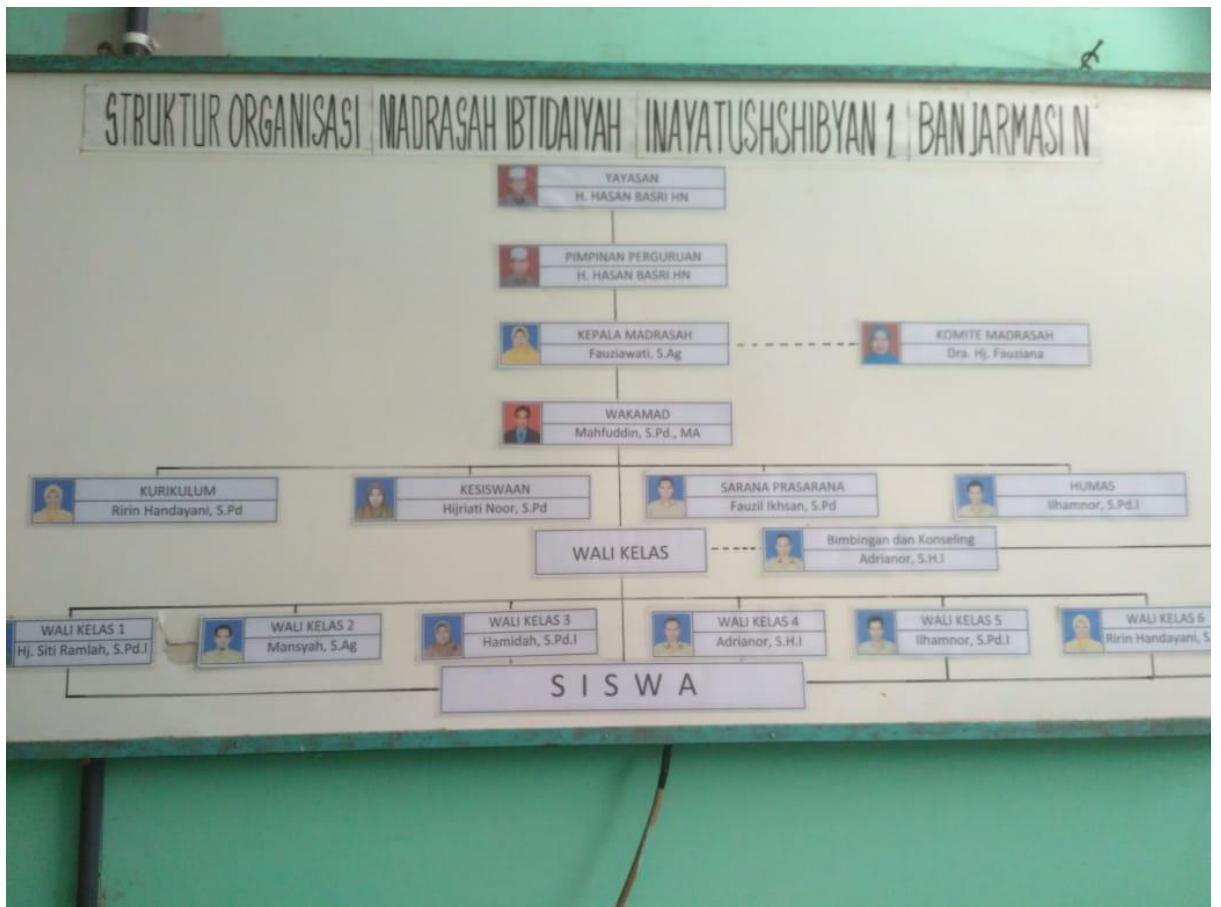 STRUKTUR ORGANISASI MADRASAH IBTIDAIYAH INAYATUSHSHIBYAN 1 BANJARMASIN
YAYASAN
H. HASAN BASRI HN
PIMPINAN PERGURUAN
H. HASAN BASRI HN
KEPALA MADRASAH
Fauziawati, S.Ag
KOMITE MADRASAH
Dra. Hj. Fauziana
WAKAMAD
Mahfuddin, S.Pd., MA
KURIKULUM
Ririn Handayani, S.Pd
KESISWAAN
Hijriati Noor, S.Pd
SARANA PRASARANA
Fauzil Ikhsan, S.Pd
HUMAS
Ilhamnor, S.Pd.I
WALI KELAS
Bimbingan dan Konseling
Adrianor, S.H.I
WALI KELAS 1
Hj. Siti Ramlah, S.Pd.I
WALI KELAS 2
Mansyah, S.Ag
WALI KELAS 3
Hamidah, S.Pd.I
WALI KELAS 4
Adrianor, S.H.I
WALI KELAS 5
Ilhamnor, S.Pd.I
WALI KELAS 6
Ririn Handayani, S
SISWA